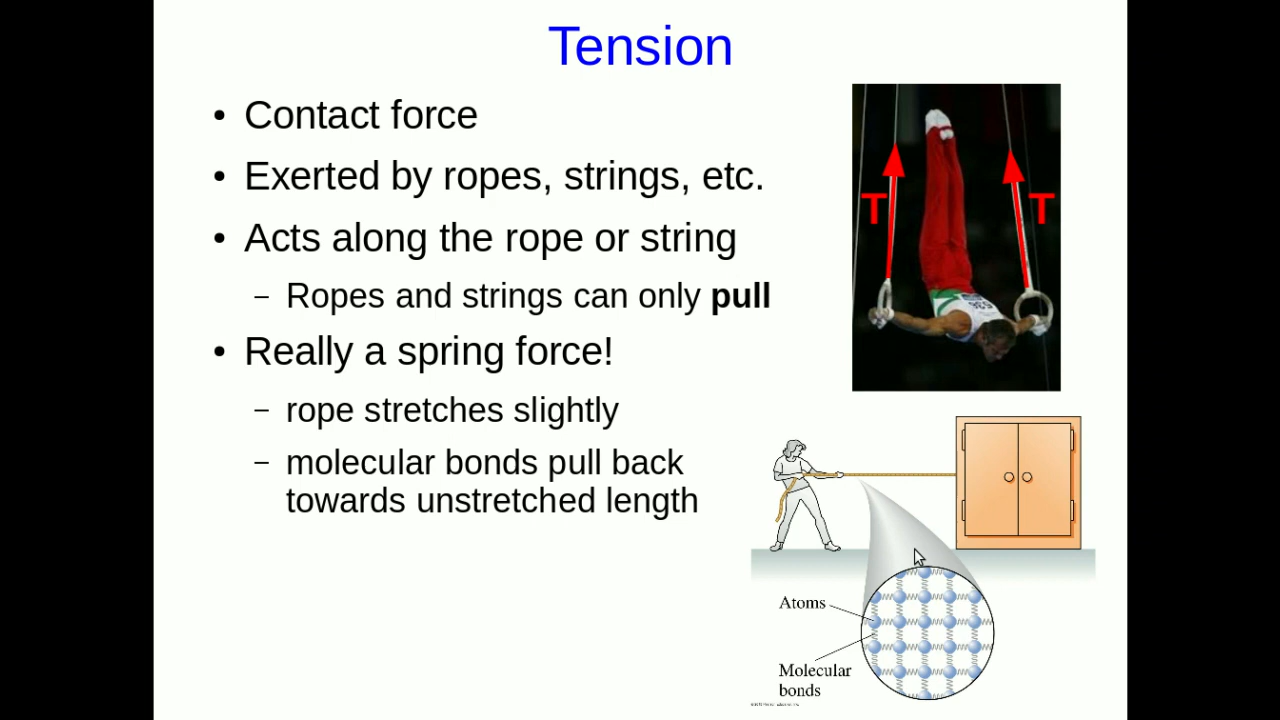 Tension
• Contact force
• Exerted by ropes, strings, etc.
• Acts along the rope or string
– Ropes and strings can only pull
• Really a spring force!
– rope stretches slightly
– molecular bonds pull back
towards unstretched length
T
T
Atoms
Molecular
bonds